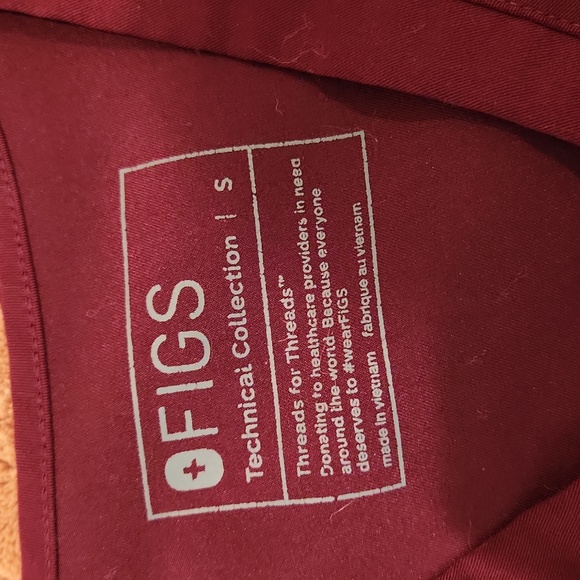 FIGS
Technical Collection | S
Threads for Threads™
Donating to healthcare providers in need
around the world. Because everyone
deserves to #wearFIGS
made in vietnam fabrique au vietnam